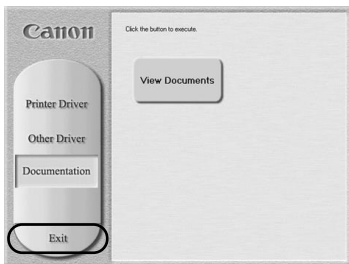 Canon
Click the button to execute.
View Documents
Printer Driver
Other Driver
Documentation
Exit